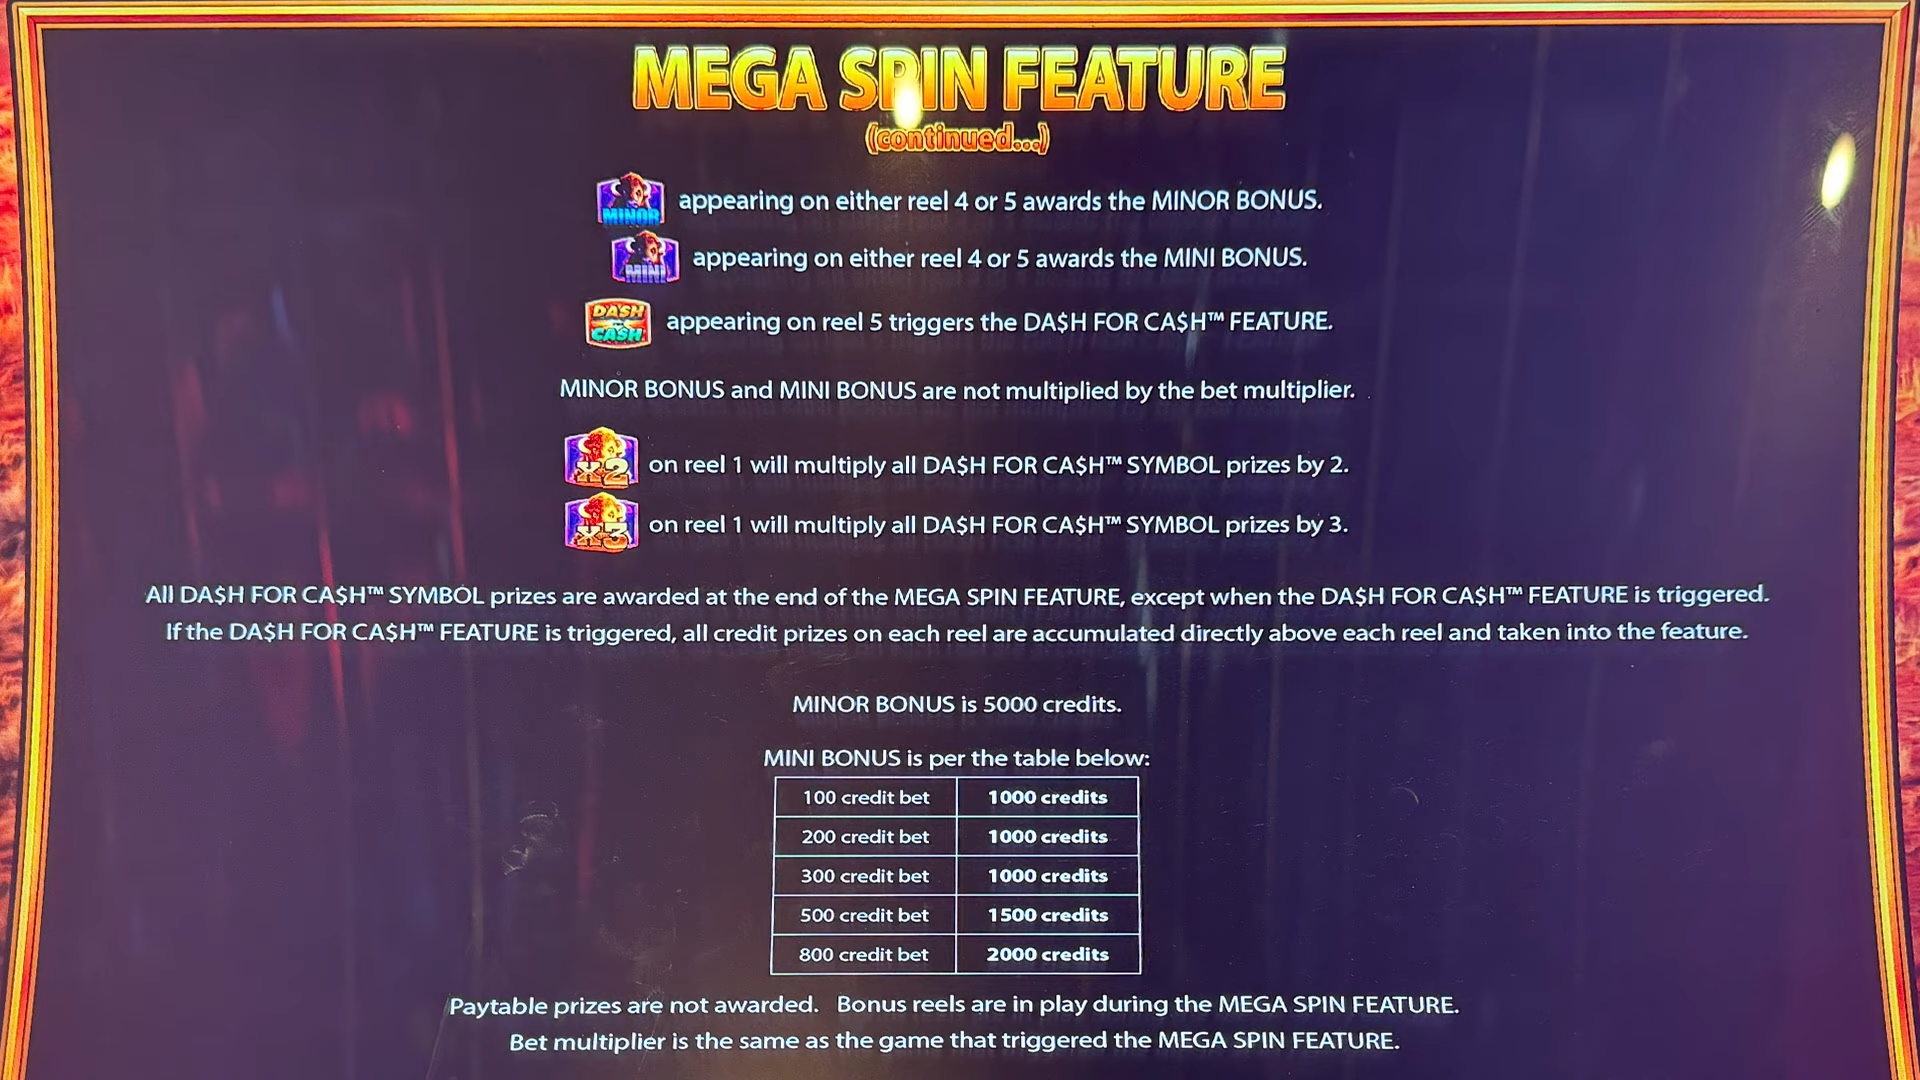 MEGA SPIN FEATURE
(continued...)
MINOR appearing on either reel 4 or 5 awards the MINOR BONUS.
MINI appearing on either reel 4 or 5 awards the MINI BONUS.
DA$H
CA$H appearing on reel 5 triggers the DA$H FOR CA$H™ FEATURE.
MINOR BONUS and MINI BONUS are not multiplied by the bet multiplier.
X2 on reel 1 will multiply all DA$H FOR CA$H™ SYMBOL prizes by 2.
X3 on reel 1 will multiply all DA$H FOR CA$H™ SYMBOL prizes by 3.
All DA$H FOR CA$H™ SYMBOL prizes are awarded at the end of the MEGA SPIN FEATURE, except when the DA$H FOR CA$H™ FEATURE is triggered.
If the DA$H FOR CA$H™ FEATURE is triggered, all credit prizes on each reel are accumulated directly above each reel and taken into the feature.
MINOR BONUS is 5000 credits.
MINI BONUS is per the table below:
100 credit bet 1000 credits
200 credit bet 1000 credits
300 credit bet 1000 credits
500 credit bet 1500 credits
800 credit bet 2000 credits
Paytable prizes are not awarded. Bonus reels are in play during the MEGA SPIN FEATURE.
Bet multiplier is the same as the game that triggered the MEGA SPIN FEATURE.